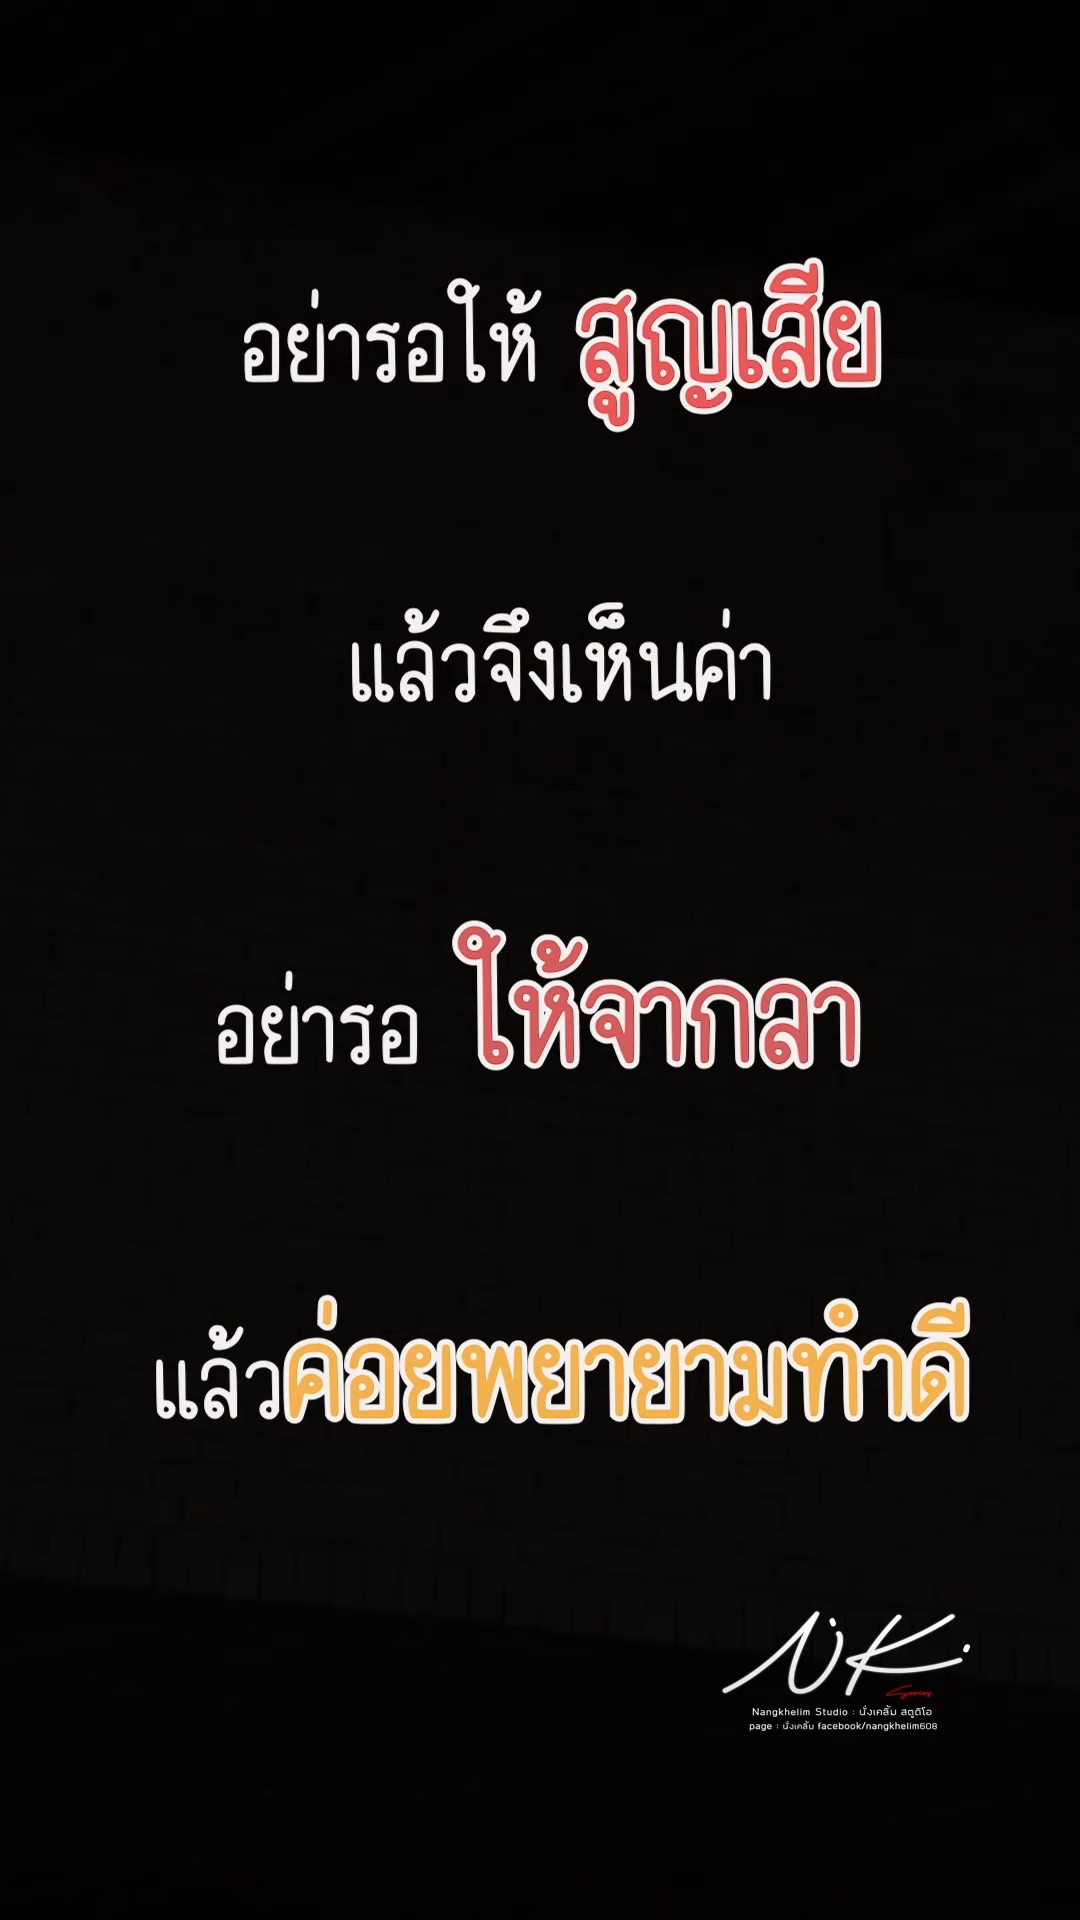 อย่ารอให้ สูญเสีย
แล้วจึงเห็นค่า
อย่ารอ ให้จากลา
แล้วค่อยพยายามทำดี
NK
Nangkhelim Studio : นั่งเคลิ้ม สตูดิโอ
page : นั่งเคลิ้ม facebook/nangkhelim608